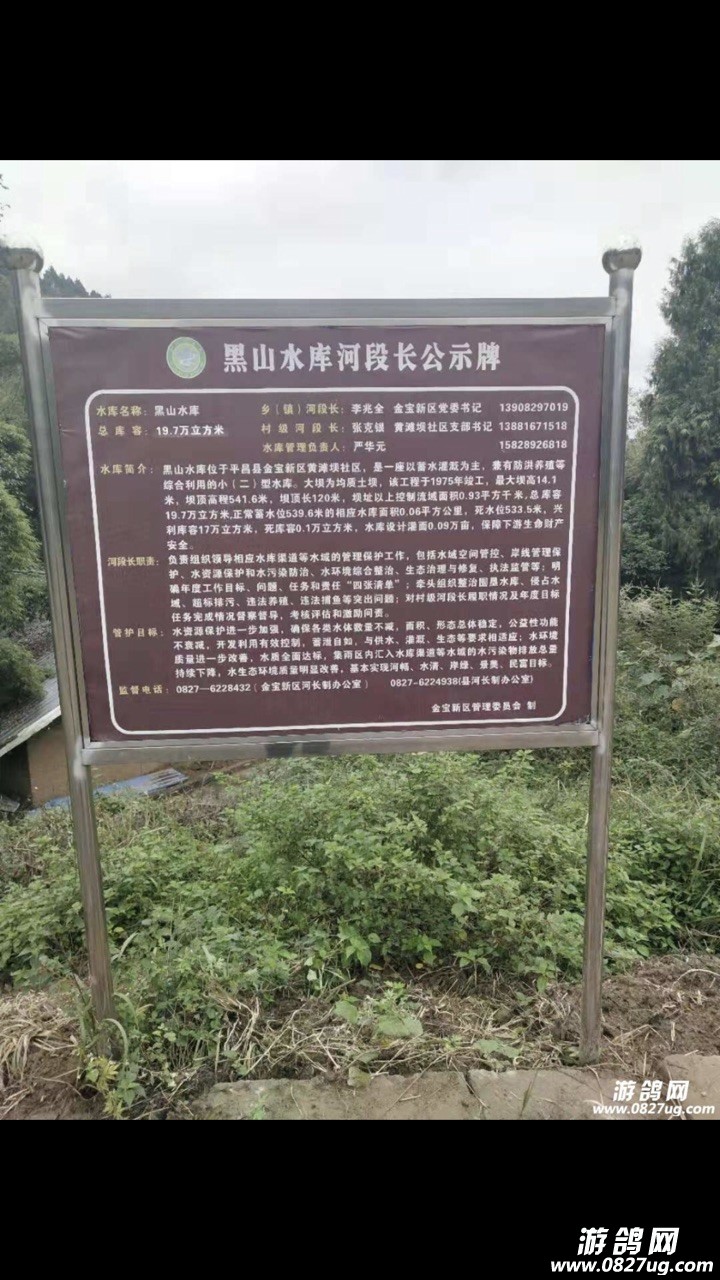 黑山水库河段长公示牌
水库名称：黑山水库 乡（镇）河段长：李兆全 金宝新区党委书记 13908297019
总库容：19.7万立方米 村级河段长：张克银 黄滩坝社区支部书记 13881671518
水库管理负责人：严华元 15828926818
水库简介：黑山水库位于平昌县金宝新区黄滩坝社区，是一座以蓄水灌溉为主，兼有防洪养殖等
综合利用的小（二）型水库。大坝为均质土坝，该工程于1975年竣工，最大坝高14.1
米，坝顶高程541.6米，坝顶长120米，坝址以上控制流域面积0.93平方千米，总库容
19.7万立方米，正常蓄水位539.6米的相应水库面积0.06平方公里，死水位533.5米，兴
利库容17万立方米，死库容0.1万立方米，水库设计灌面0.09万亩，保障下游生命财产
安全。
河段长职责：负责组织领导相应水库渠道等水域的管理保护工作，包括水域空间管控、岸线管理保
护、水资源保护和水污染防治、水环境综合整治、生态治理与修复、执法监管等；明
确年度工作目标、问题、任务和责任“四张清单”；牵头组织整治围垦水库、侵占水
域、超标排污、违法养殖、违法捕鱼等突出问题；对村级河段长履职情况及年度目标
任务完成情况督察督导，考核评估和激励问责。
管护目标：水资源保护进一步加强，确保各类水体数量不减，面积、形态总体稳定，公益性功能
不衰减，开发利用有效控制，蓄泄自如，与供水、灌溉、生态等要求相适应；水环境
质量进一步改善，水质全面达标，集雨区内汇入水库渠道等水域的水污染物排放总量
持续下降，水生态环境质量明显改善，基本实现河畅、水清、岸绿、景美、民富目标。
监督电话：0827—6228432（金宝新区河长制办公室） 0827-6224938(县河长制办公室)
金宝新区管理委员会 制
游鸽网
www.0827ug.com
游鸽网
www.0827ug.com